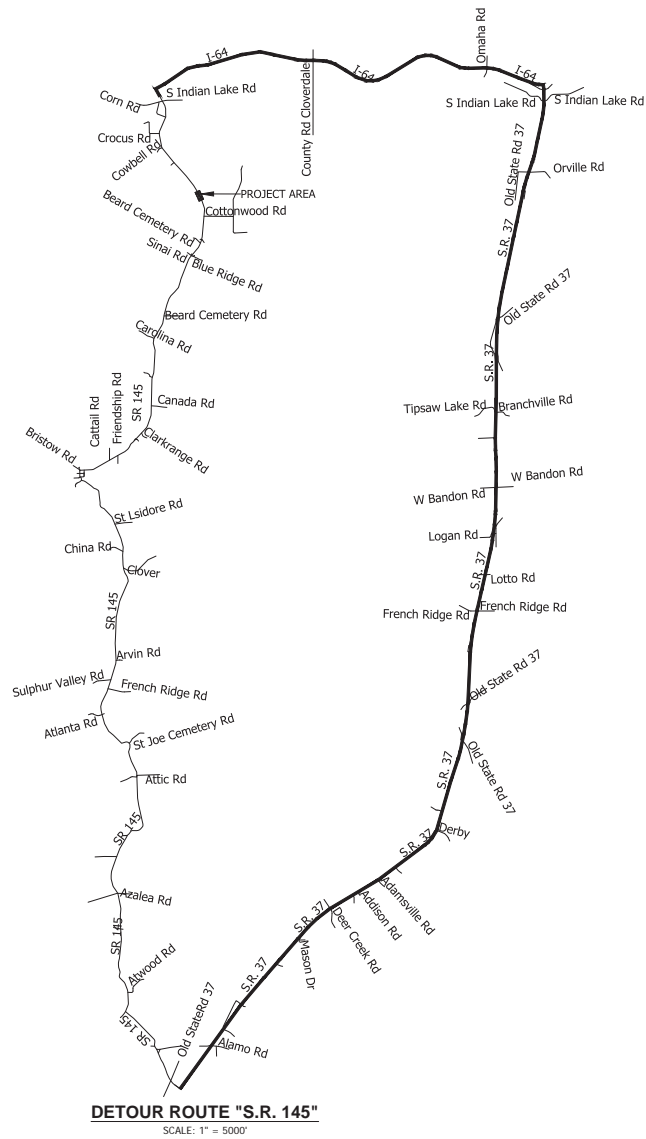 Omaha Rd
I-64
I-64
I-64
County Rd Cloverdale
S Indian Lake Rd
Corn Rd
S Indian Lake Rd
S Indian Lake Rd
Crocus Rd
Cowbell Rd
Old State Rd 37
Orville Rd
PROJECT AREA
Cottonwood Rd
Beard Cemetery Rd
S.R. 37
Sinai Rd
Blue Ridge Rd
Old State Rd 37
Beard Cemetery Rd
Carolina Rd
S.R. 37
Friendship Rd
SR 145
Canada Rd
Tipsaw Lake Rd
Branchville Rd
Cattail Rd
Clarkrange Rd
Bristow Rd
W Bandon Rd
W Bandon Rd
St Lsidore Rd
Logan Rd
China Rd
Clover
S.R. 37
Lotto Rd
SR 145
French Ridge Rd
French Ridge Rd
Arvin Rd
Sulphur Valley Rd
French Ridge Rd
Old State Rd 37
Atlanta Rd
St Joe Cemetery Rd
Old State Rd 37
Attic Rd
S.R. 37
SR 145
Derby
S.R. 37
Adamsville Rd
Azalea Rd
Addison Rd
S.R. 37
Deer Creek Rd
SR 145
Mason Dr
Atwood Rd
S.R. 37
SR 145
Old StateRd 37
Alamo Rd
DETOUR ROUTE "S.R. 145"
SCALE: 1" = 5000'